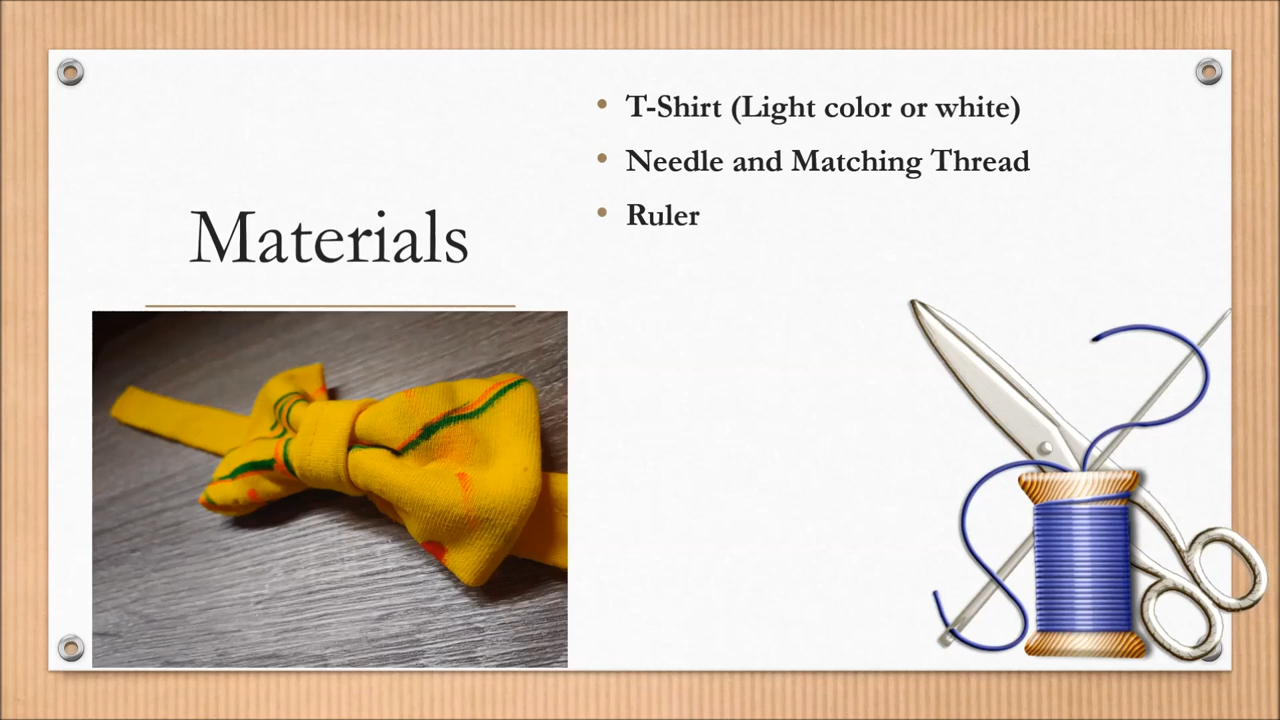 Materials
T-Shirt (Light color or white)
Needle and Matching Thread
Ruler